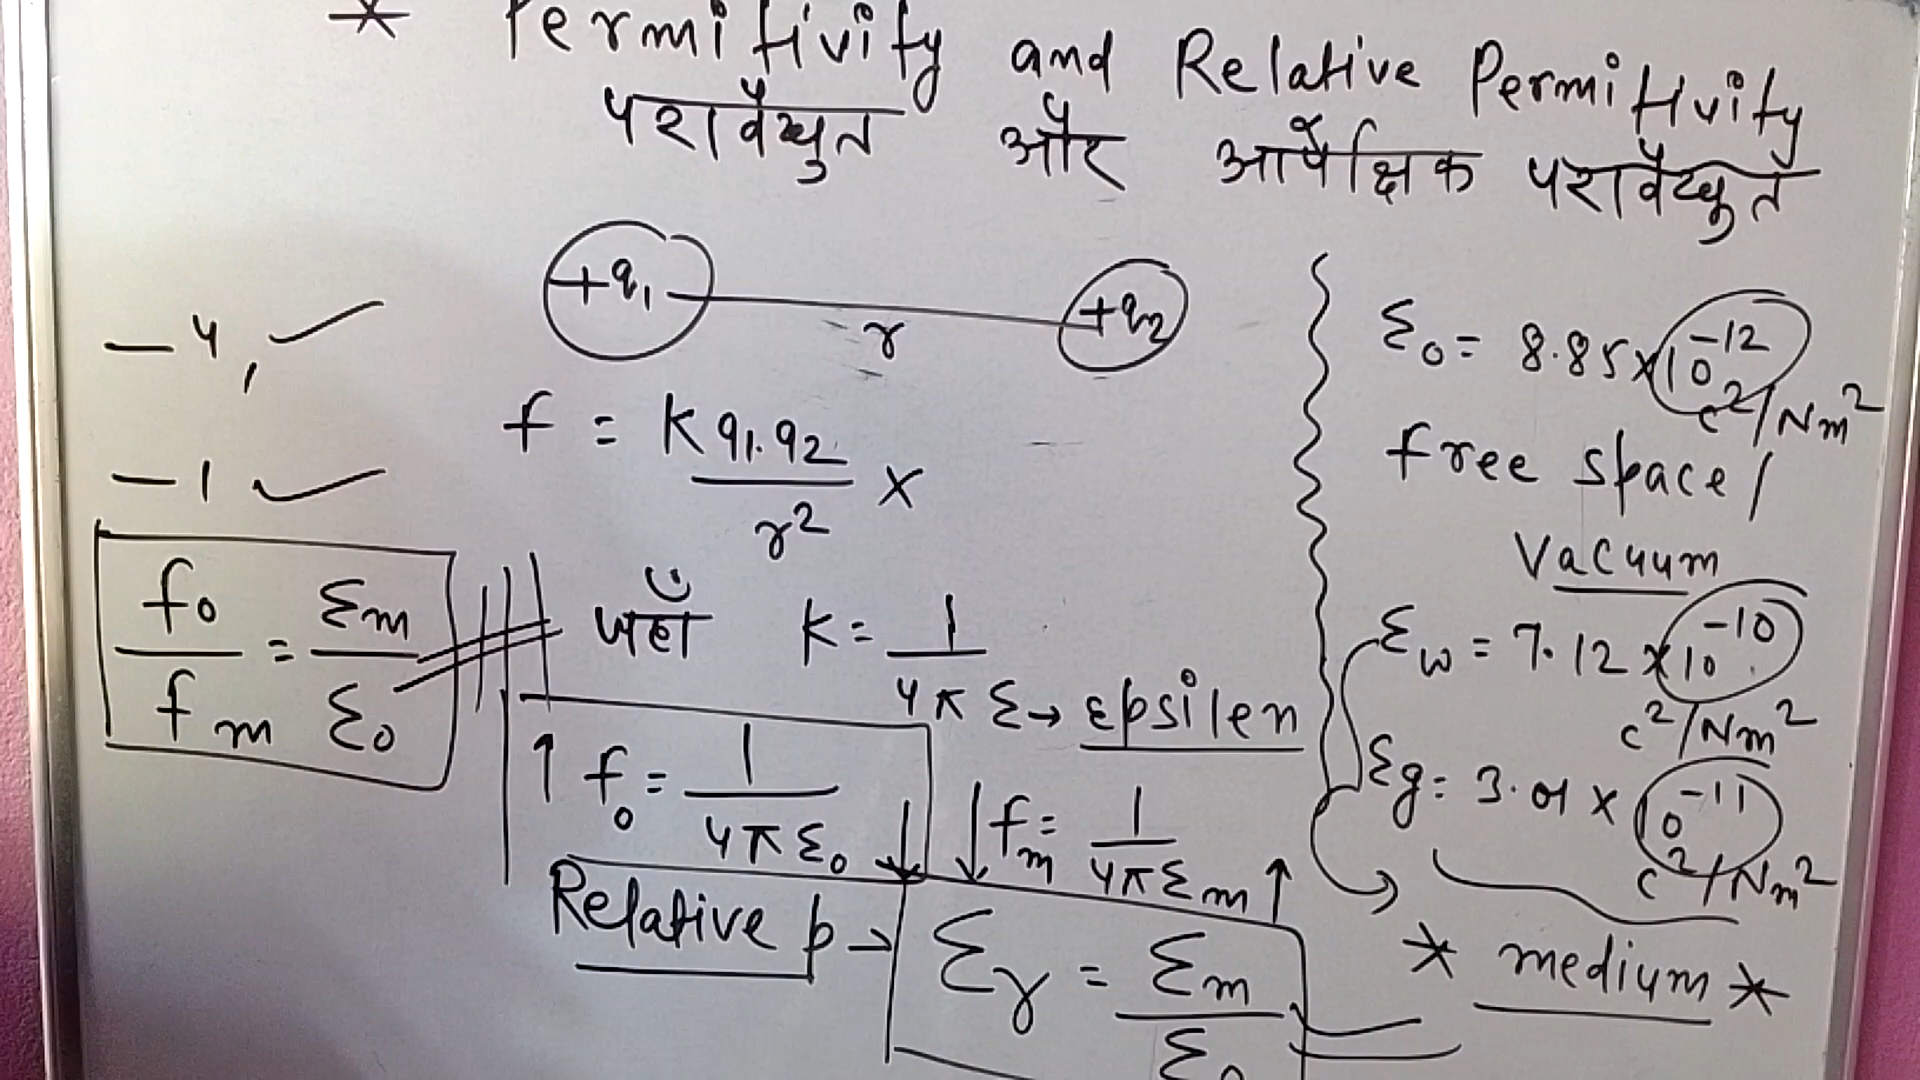 * Permitivity and Relative Permitivity
परावैद्युत और आपेक्षिक परावैद्युत
+q₁ r +q₂
f = K q₁.q₂ / r² ×
जहाँ K = 1 / 4π ε → epsilen
↑ f₀ = 1 / 4π ε₀ ↓
↓ fm = 1 / 4π εm ↑
Relative p → εr = εm / ε₀
-4, ✓
-1 ✓
f₀ / fm = εm / ε₀
ε₀ = 8.85 × 10⁻¹² c²/Nm²
free space /
Vacuum
εw = 7.12 × 10⁻¹⁰ c²/Nm²
εg = 3.01 × 10⁻¹¹ c²/Nm²
* medium *